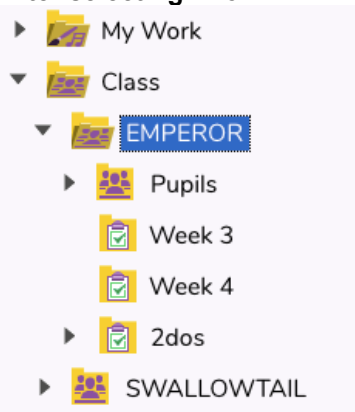 My Work
Class
EMPEROR
Pupils
Week 3
Week 4
2dos
SWALLOWTAIL